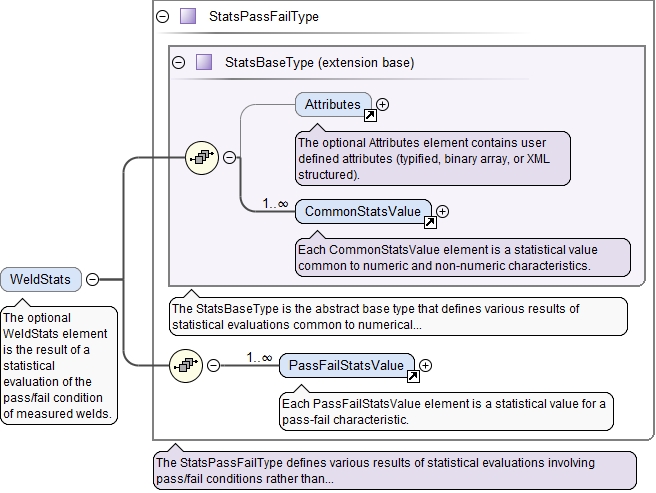 StatsPassFailType
StatsBaseType (extension base)
Attributes
The optional Attributes element contains user
defined attributes (typified, binary array, or XML
structured).
1..∞
CommonStatsValue
Each CommonStatsValue element is a statistical value
common to numeric and non-numeric characteristics.
WeldStats
The optional
WeldStats element
is the result of a
statistical
evaluation of the
pass/fail condition
of measured welds.
The StatsBaseType is the abstract base type that defines various results of
statistical evaluations common to numerical...
1..∞
PassFailStatsValue
Each PassFailStatsValue element is a statistical value for a
pass-fail characteristic.
The StatsPassFailType defines various results of statistical evaluations involving
pass/fail conditions rather than...